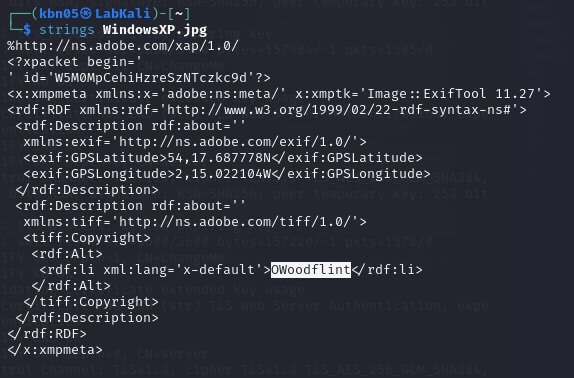 ┌──(kbn05㉿LabKali)-[~]
└─$ strings WindowsXP.jpg
%http://ns.adobe.com/xap/1.0/
<?xpacket begin='
' id='W5M0MpCehiHzreSzNTczkc9d'?>
<x:xmpmeta xmlns:x='adobe:ns:meta/' x:xmptk='Image::ExifTool 11.27'>
<rdf:RDF xmlns:rdf='http://www.w3.org/1999/02/22-rdf-syntax-ns#'>
<rdf:Description rdf:about=''
xmlns:exif='http://ns.adobe.com/exif/1.0/'>
<exif:GPSLatitude>54,17.687778N</exif:GPSLatitude>
<exif:GPSLongitude>2,15.022104W</exif:GPSLongitude>
</rdf:Description>
<rdf:Description rdf:about=''
xmlns:tiff='http://ns.adobe.com/tiff/1.0/'>
<tiff:Copyright>
<rdf:Alt>
<rdf:li xml:lang='x-default'>OWoodflint</rdf:li>
</rdf:Alt>
</tiff:Copyright>
</rdf:Description>
</rdf:RDF>
</x:xmpmeta>